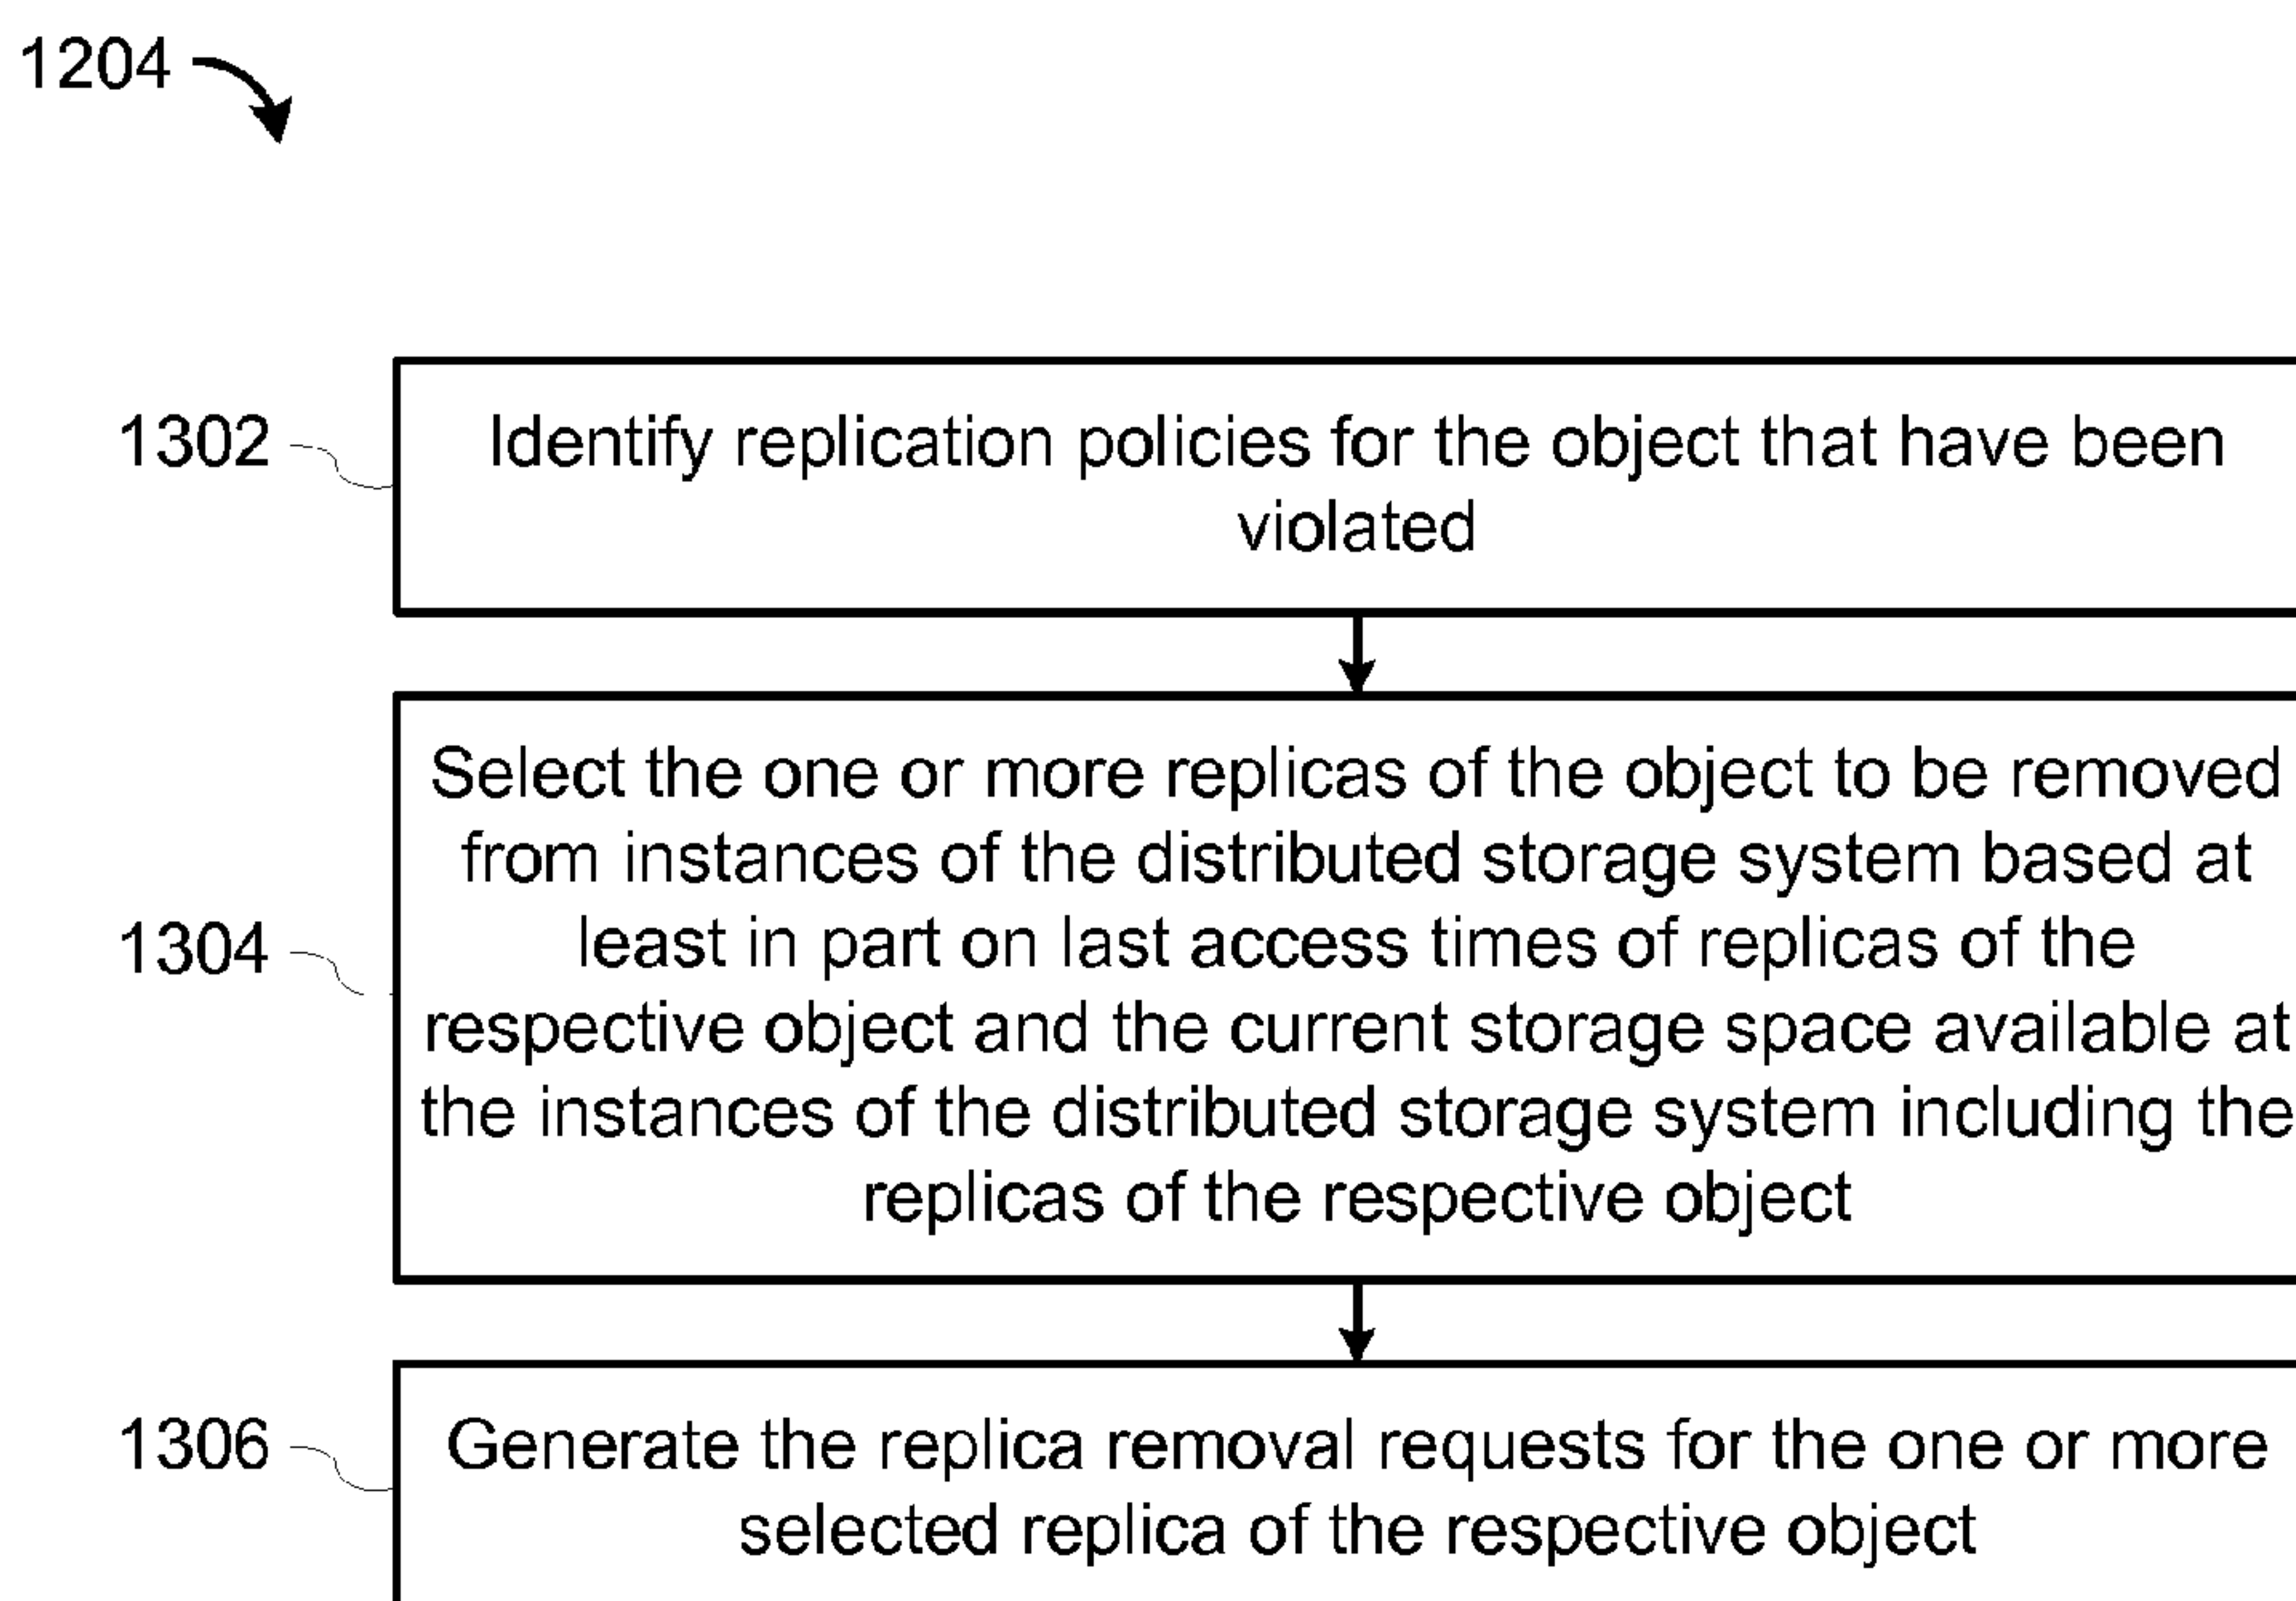 1204
1302
Identify replication policies for the object that have been
violated
1304
Select the one or more replicas of the object to be removed
from instances of the distributed storage system based at
least in part on last access times of replicas of the
respective object and the current storage space available at
the instances of the distributed storage system including the
replicas of the respective object
1306
Generate the replica removal requests for the one or more
selected replica of the respective object